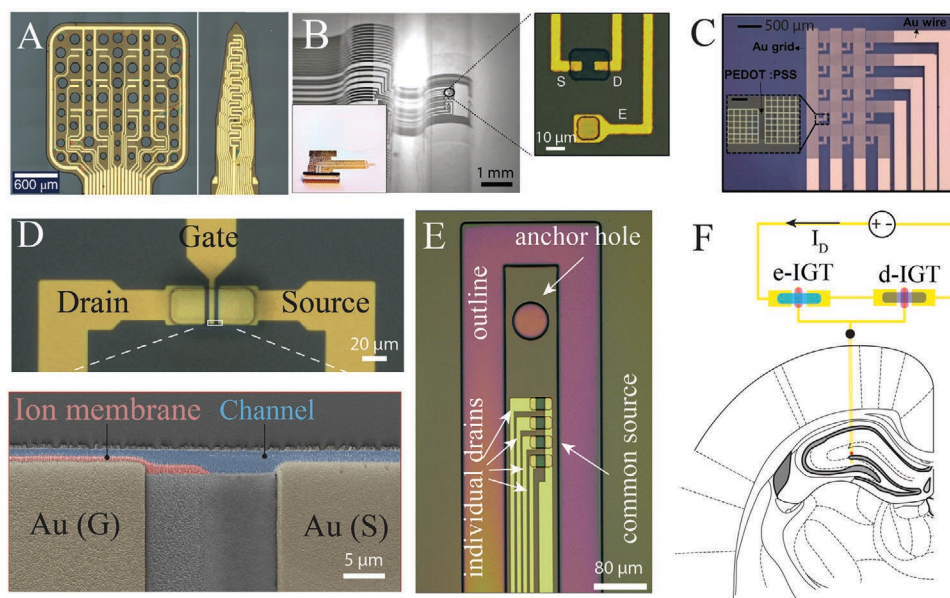 A
600 µm
B
1 mm
S
D
E
10 µm
C
500 µm
Au wire
Au grid
PEDOT :PSS
D
Gate
Drain
Source
20 µm
Ion membrane
Channel
Au (G)
Au (S)
5 µm
E
anchor hole
outline
individual drains
common source
80 µm
F
I_D
+ -
e-IGT
d-IGT